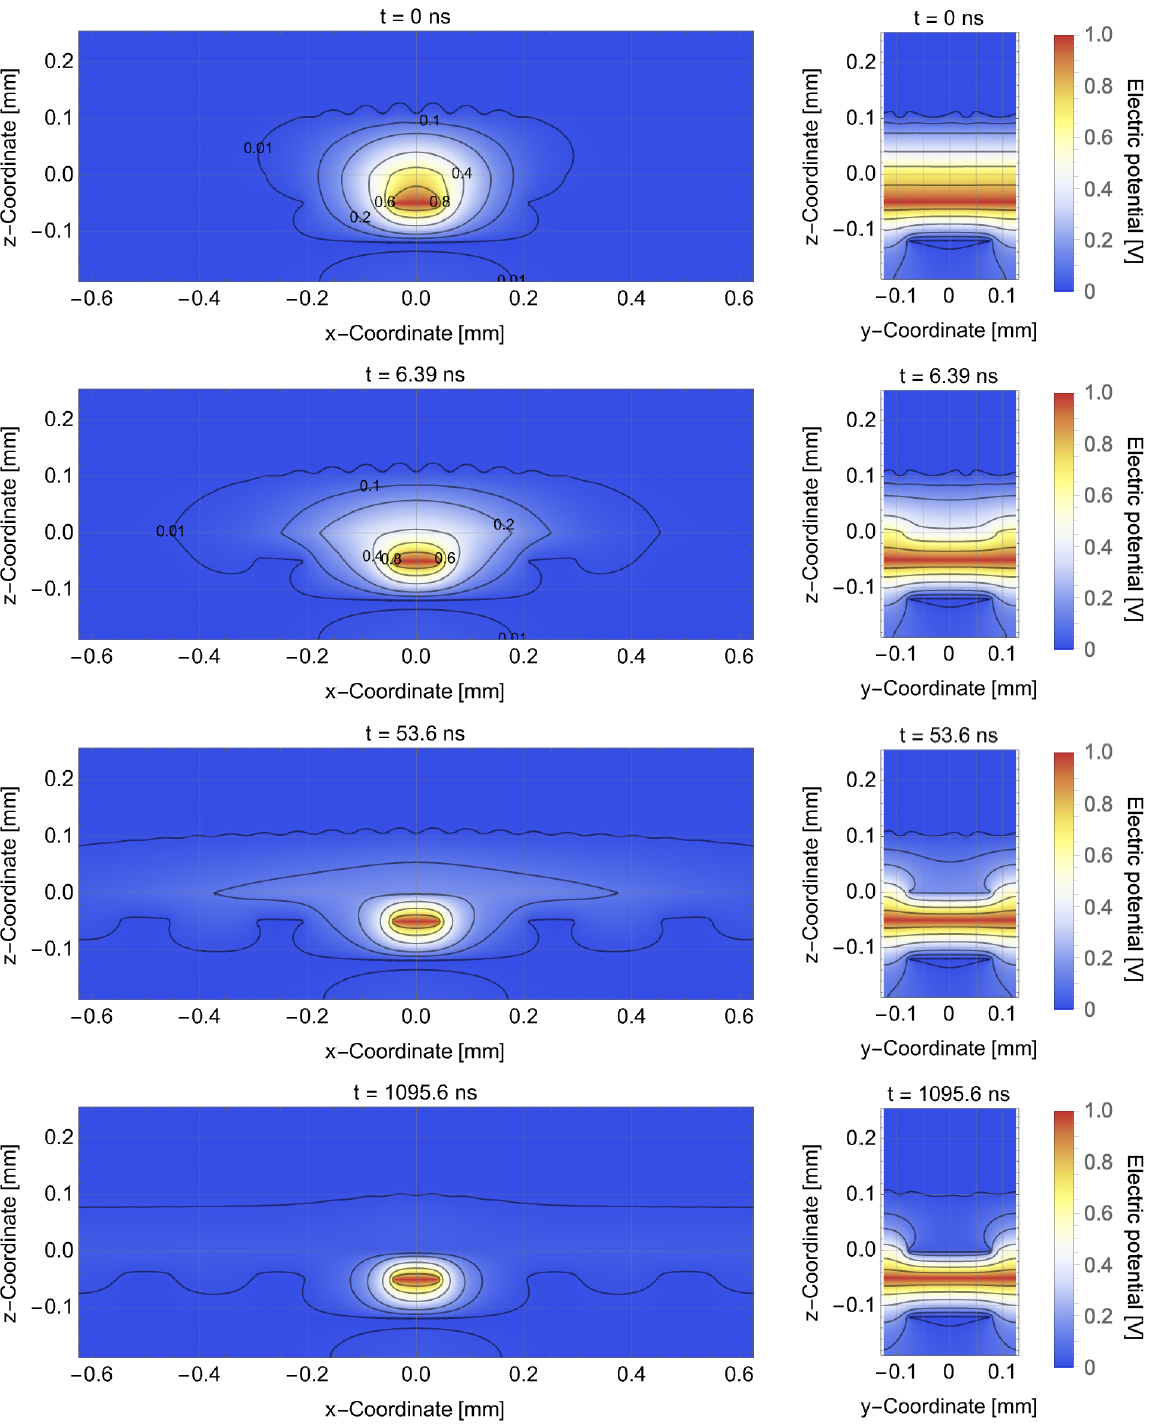 t = 0 ns
t = 0 ns
z−Coordinate [mm]
0.2
0.1
0.0
−0.1
0.01
0.1
0.4
0.6
0.8
0.2
0.01
−0.6 −0.4 −0.2 0.0 0.2 0.4 0.6
x−Coordinate [mm]
z−Coordinate [mm]
0.2
0.1
0.0
−0.1
−0.1 0 0.1
y−Coordinate [mm]
1.0
0.8
0.6
0.4
0.2
0
Electric potential [V]
t = 6.39 ns
t = 6.39 ns
z−Coordinate [mm]
0.2
0.1
0.0
−0.1
0.1
0.01
0.2
0.4
0.8
0.6
0.01
−0.6 −0.4 −0.2 0.0 0.2 0.4 0.6
x−Coordinate [mm]
z−Coordinate [mm]
0.2
0.1
0.0
−0.1
−0.1 0 0.1
y−Coordinate [mm]
1.0
0.8
0.6
0.4
0.2
0
Electric potential [V]
t = 53.6 ns
t = 53.6 ns
z−Coordinate [mm]
0.2
0.1
0.0
−0.1
−0.6 −0.4 −0.2 0.0 0.2 0.4 0.6
x−Coordinate [mm]
z−Coordinate [mm]
0.2
0.1
0.0
−0.1
−0.1 0 0.1
y−Coordinate [mm]
1.0
0.8
0.6
0.4
0.2
0
Electric potential [V]
t = 1095.6 ns
t = 1095.6 ns
z−Coordinate [mm]
0.2
0.1
0.0
−0.1
−0.6 −0.4 −0.2 0.0 0.2 0.4 0.6
x−Coordinate [mm]
z−Coordinate [mm]
0.2
0.1
0.0
−0.1
−0.1 0 0.1
y−Coordinate [mm]
1.0
0.8
0.6
0.4
0.2
0
Electric potential [V]